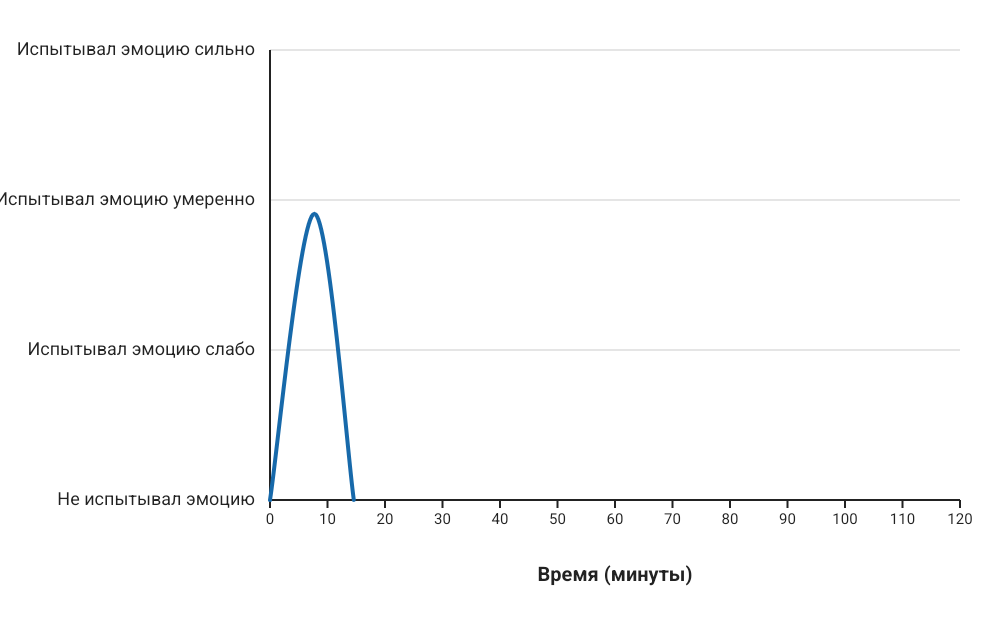 Испытывал эмоцию сильно
Испытывал эмоцию умеренно
Испытывал эмоцию слабо
Не испытывал эмоцию
0 10 20 30 40 50 60 70 80 90 100 110 120
Время (минуты)